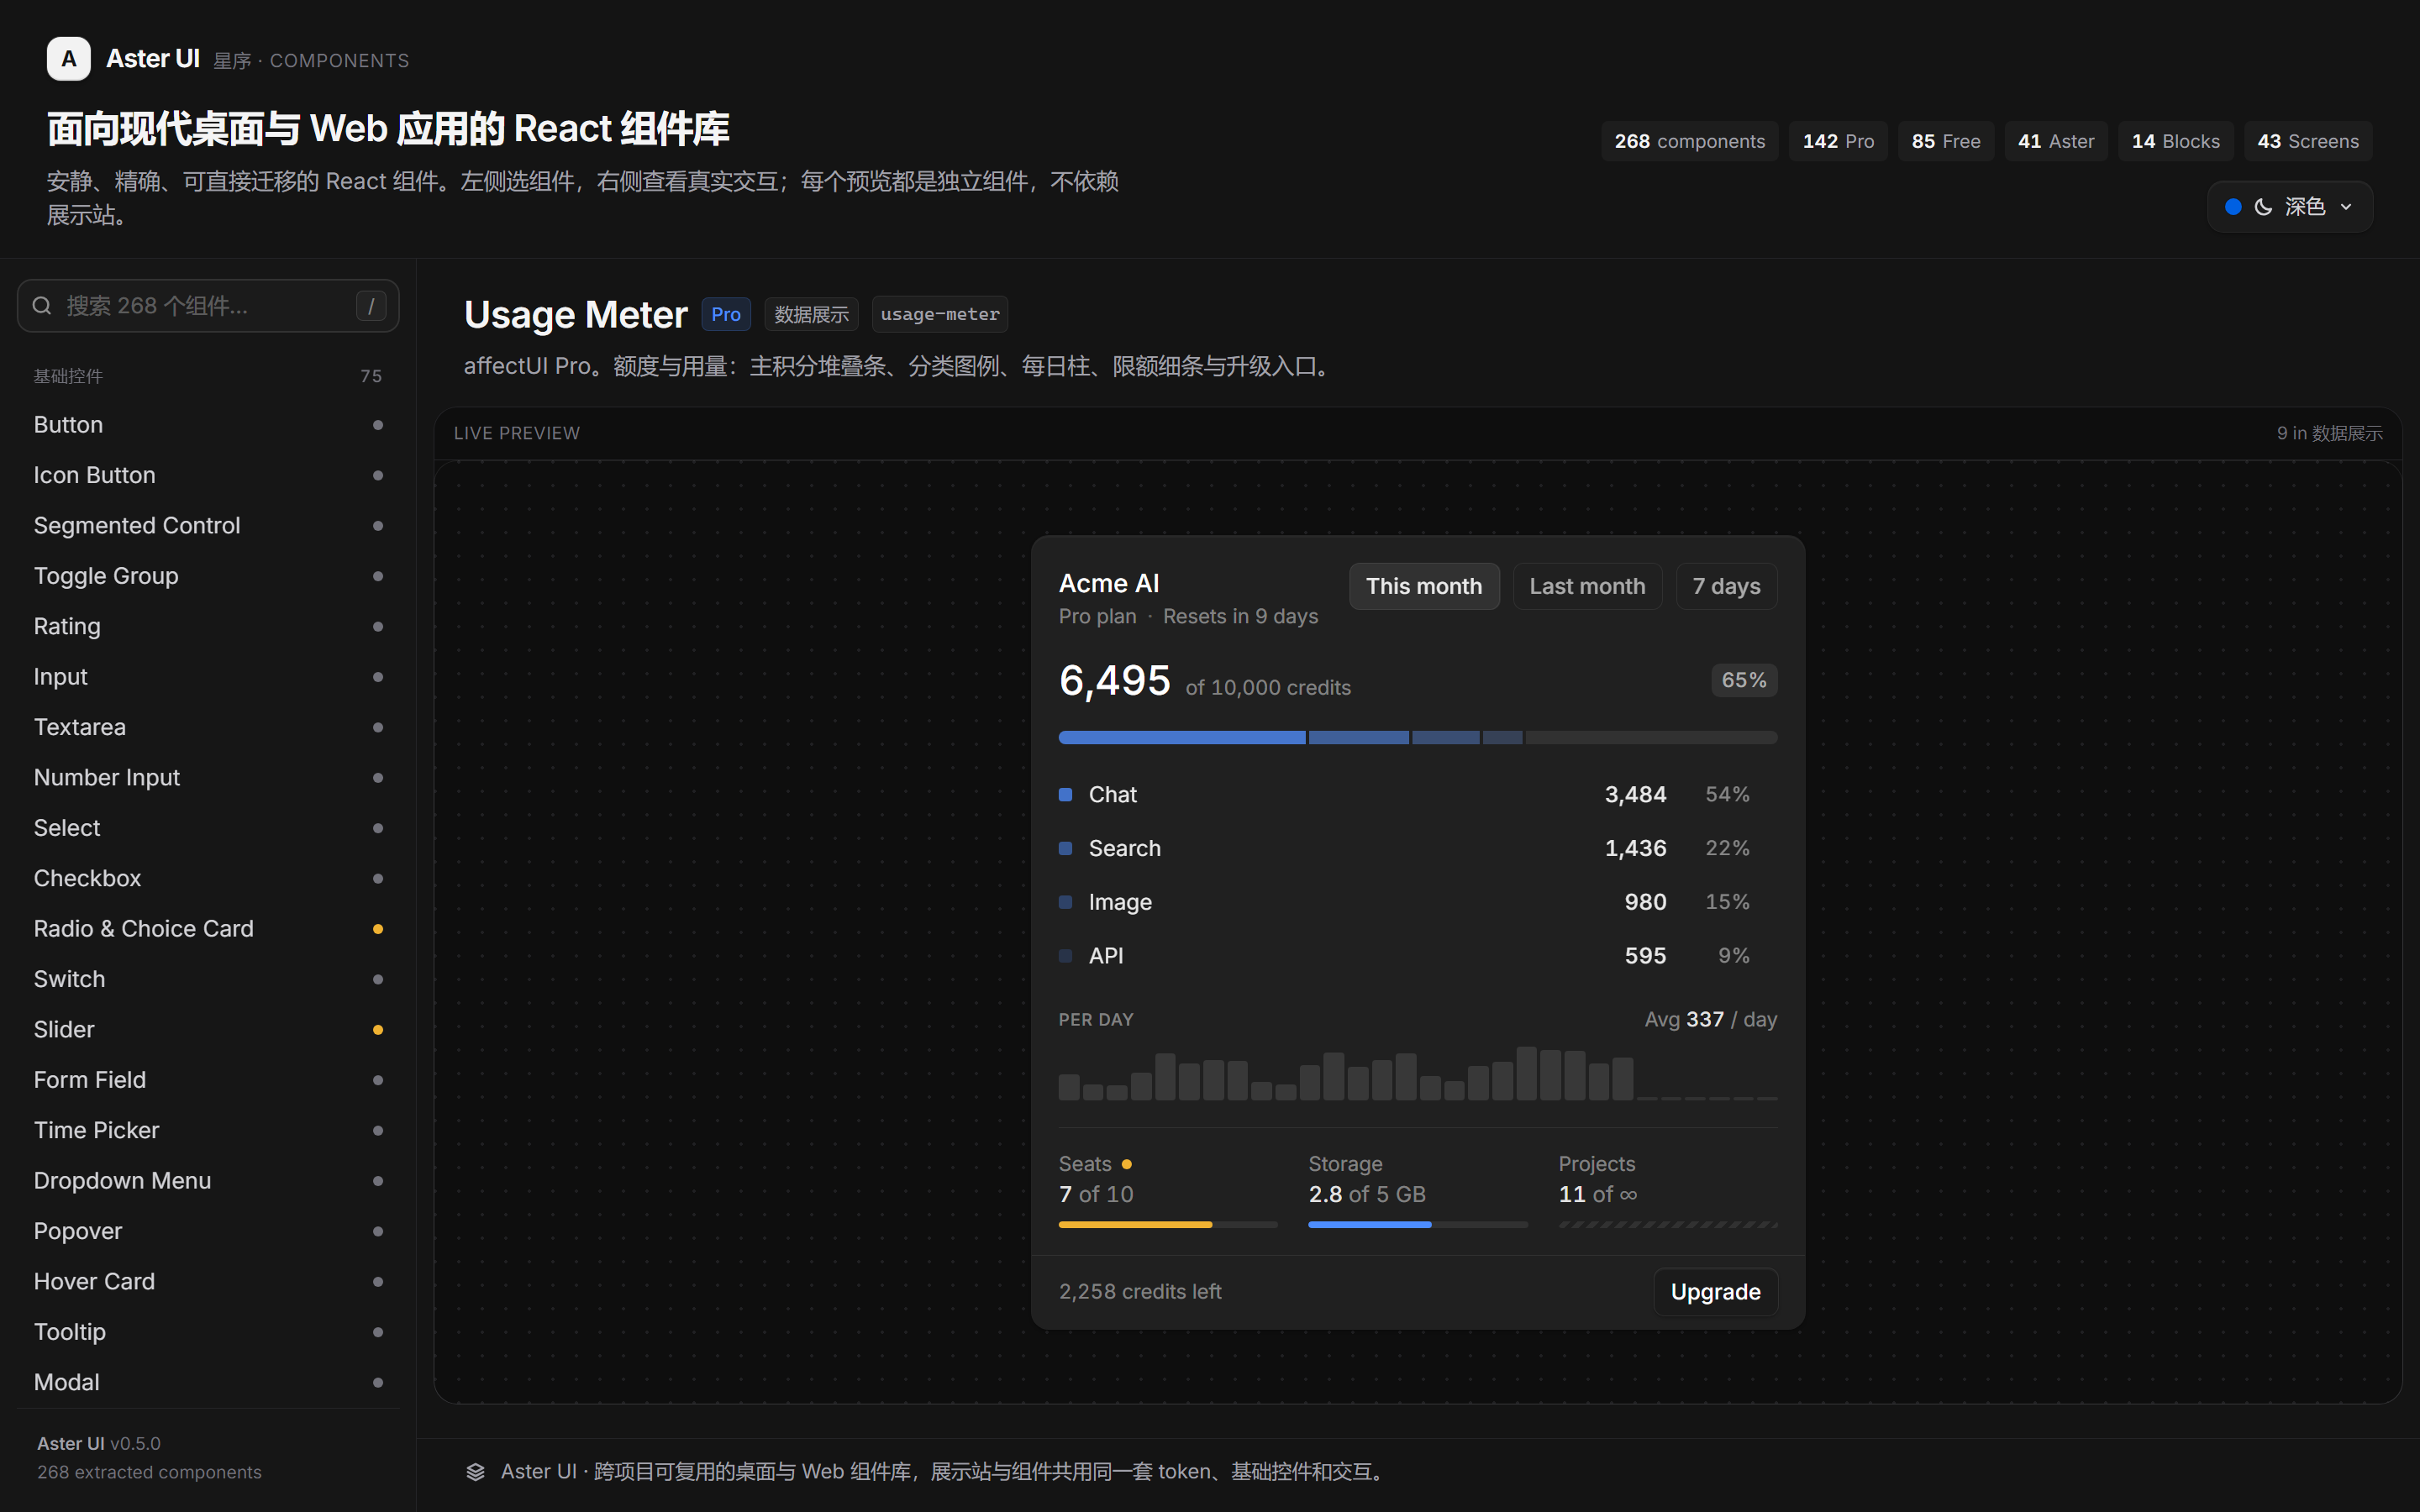 A
Aster UI 星序 · COMPONENTS
面向现代桌面与 Web 应用的 React 组件库
安静、精确、可直接迁移的 React 组件。左侧选组件，右侧查看真实交互；每个预览都是独立组件，不依赖
展示站。
268 components 142 Pro 85 Free 41 Aster 14 Blocks 43 Screens
深色
搜索 268 个组件... /
基础控件 75
Button
Icon Button
Segmented Control
Toggle Group
Rating
Input
Textarea
Number Input
Select
Checkbox
Radio & Choice Card
Switch
Slider
Form Field
Time Picker
Dropdown Menu
Popover
Hover Card
Tooltip
Modal
Aster UI v0.5.0
268 extracted components
Usage Meter Pro 数据展示 usage-meter
affectUI Pro。额度与用量：主积分堆叠条、分类图例、每日柱、限额细条与升级入口。
LIVE PREVIEW 9 in 数据展示
Acme AI
Pro plan · Resets in 9 days
This month Last month 7 days
6,495 of 10,000 credits 65%
Chat 3,484 54%
Search 1,436 22%
Image 980 15%
API 595 9%
PER DAY Avg 337 / day
Seats Storage Projects
7 of 10 2.8 of 5 GB 11 of ∞
2,258 credits left Upgrade
Aster UI · 跨项目可复用的桌面与 Web 组件库，展示站与组件共用同一套 token、基础控件和交互。